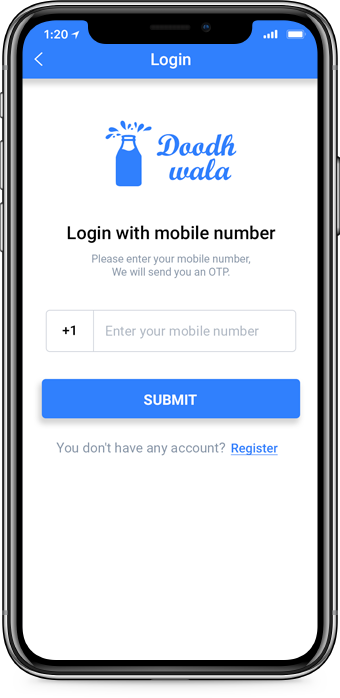 1:20
Login
Doodh
wala
Login with mobile number
Please enter your mobile number,
We will send you an OTP.
+1 Enter your mobile number
SUBMIT
You don't have any account? Register